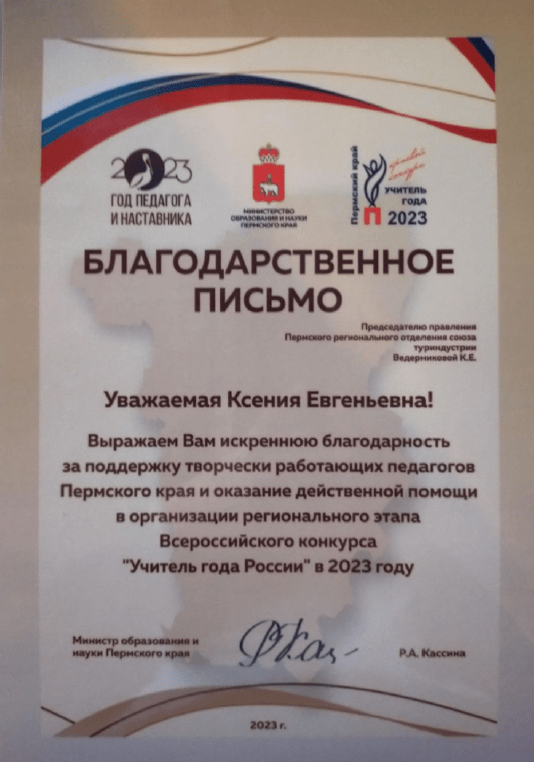 2023
ГОД ПЕДАГОГА
И НАСТАВНИКА
МИНИСТЕРСТВО
ОБРАЗОВАНИЯ И НАУКИ
ПЕРМСКОГО КРАЯ
Пермский край
краевой
конкурс
УЧИТЕЛЬ
ГОДА
П 2023
БЛАГОДАРСТВЕННОЕ
ПИСЬМО
Председателю правления
Пермского регионального отделения союза
туриндустрии
Ведерниковой К.Е.
Уважаемая Ксения Евгеньевна!
Выражаем Вам искреннюю благодарность
за поддержку творчески работающих педагогов
Пермского края и оказание действенной помощи
в организации регионального этапа
Всероссийского конкурса
"Учитель года России" в 2023 году
Министр образования и
науки Пермского края
Р.А. Кассина
2023 г.